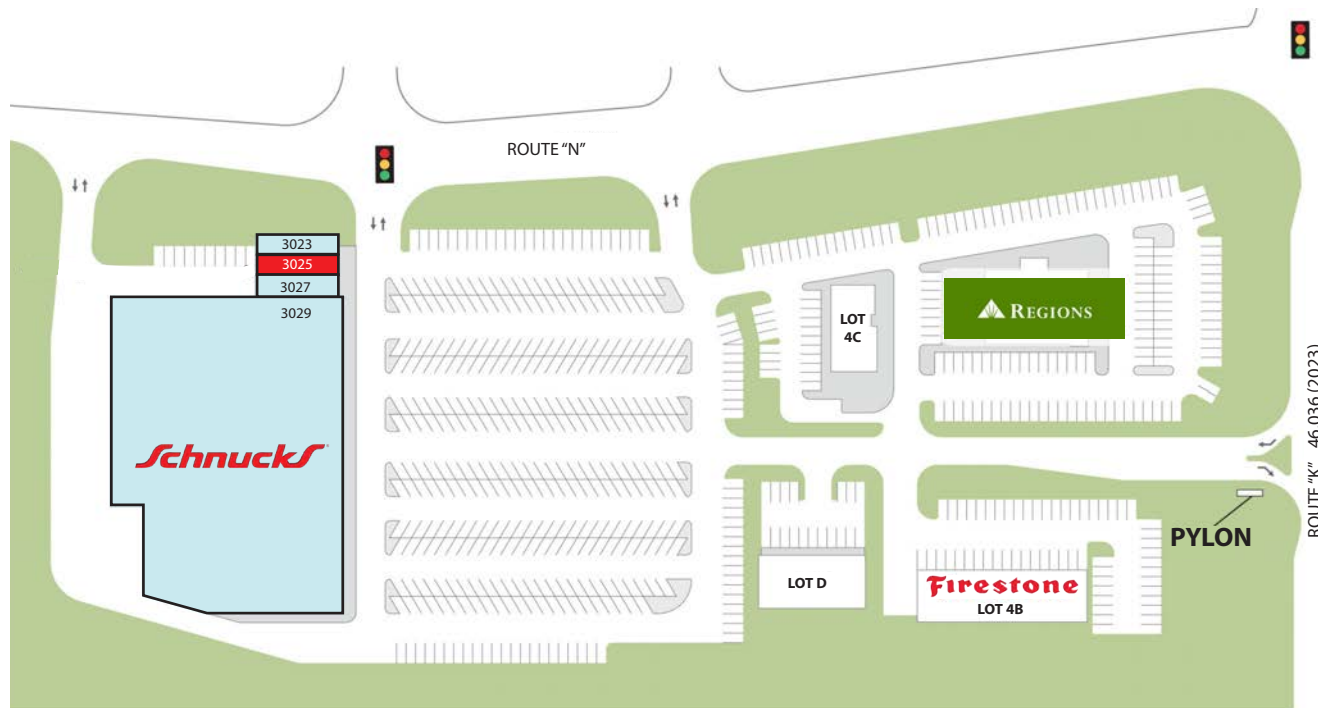 ROUTE "N"
3023
3025
3027
3029
Schnucks
LOT
4C
REGIONS
ROUTE "K" 46,036 (2023)
PYLON
LOT D
Firestone
LOT 4B